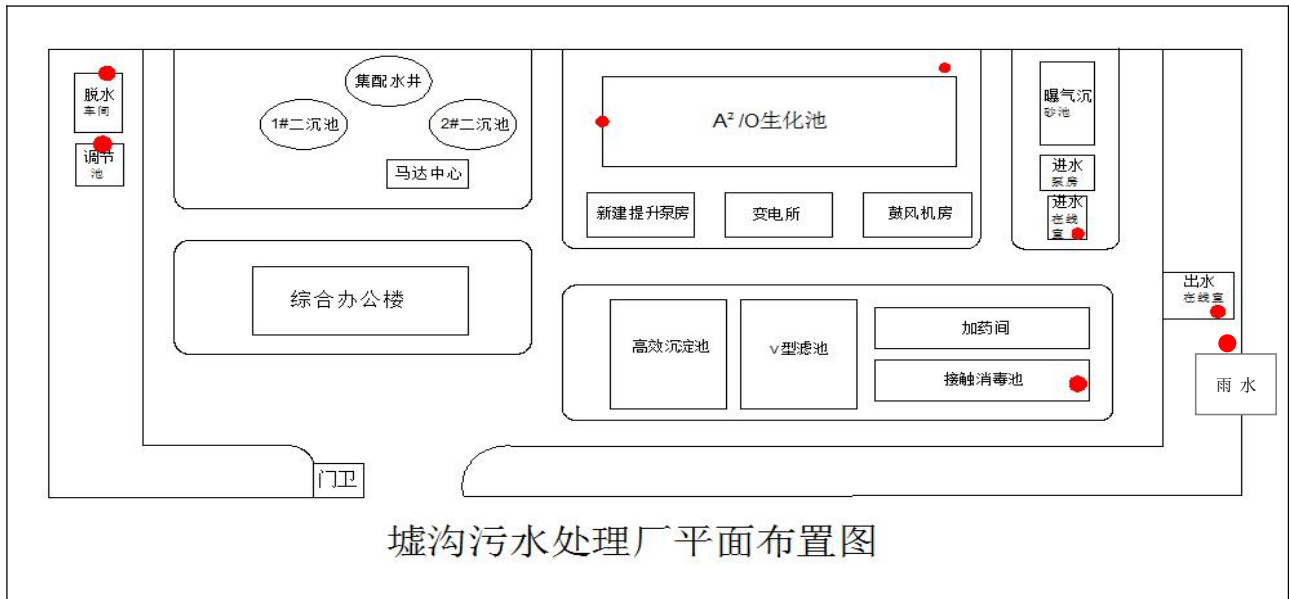 集配水井
1#二沉池
2#二沉池
马达中心
脱水
车间
调节
池
A²/O生化池
新建提升泵房
变电所
鼓风机房
曝气沉
砂池
进水
泵房
进水
在线
室
综合办公楼
高效沉淀池
v型滤池
加药间
接触消毒池
出水
在线室
雨水
门卫
墟沟污水处理厂平面布置图